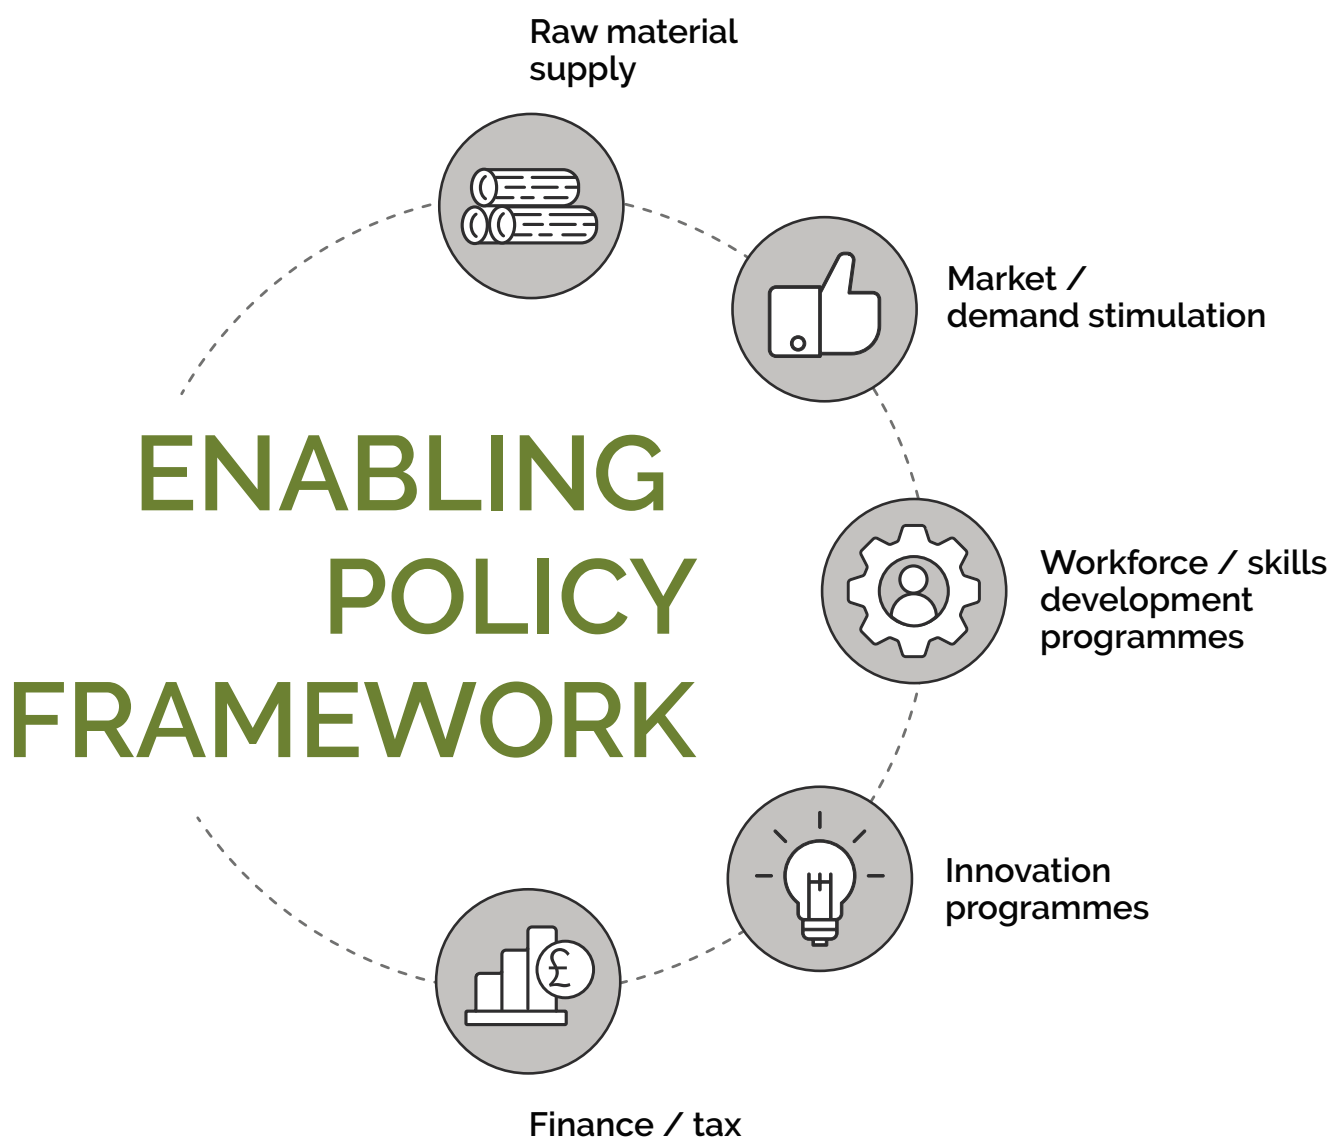 Raw material
supply
Market /
demand stimulation
ENABLING
POLICY
FRAMEWORK
Workforce / skills
development
programmes
Innovation
programmes
£
Finance / tax